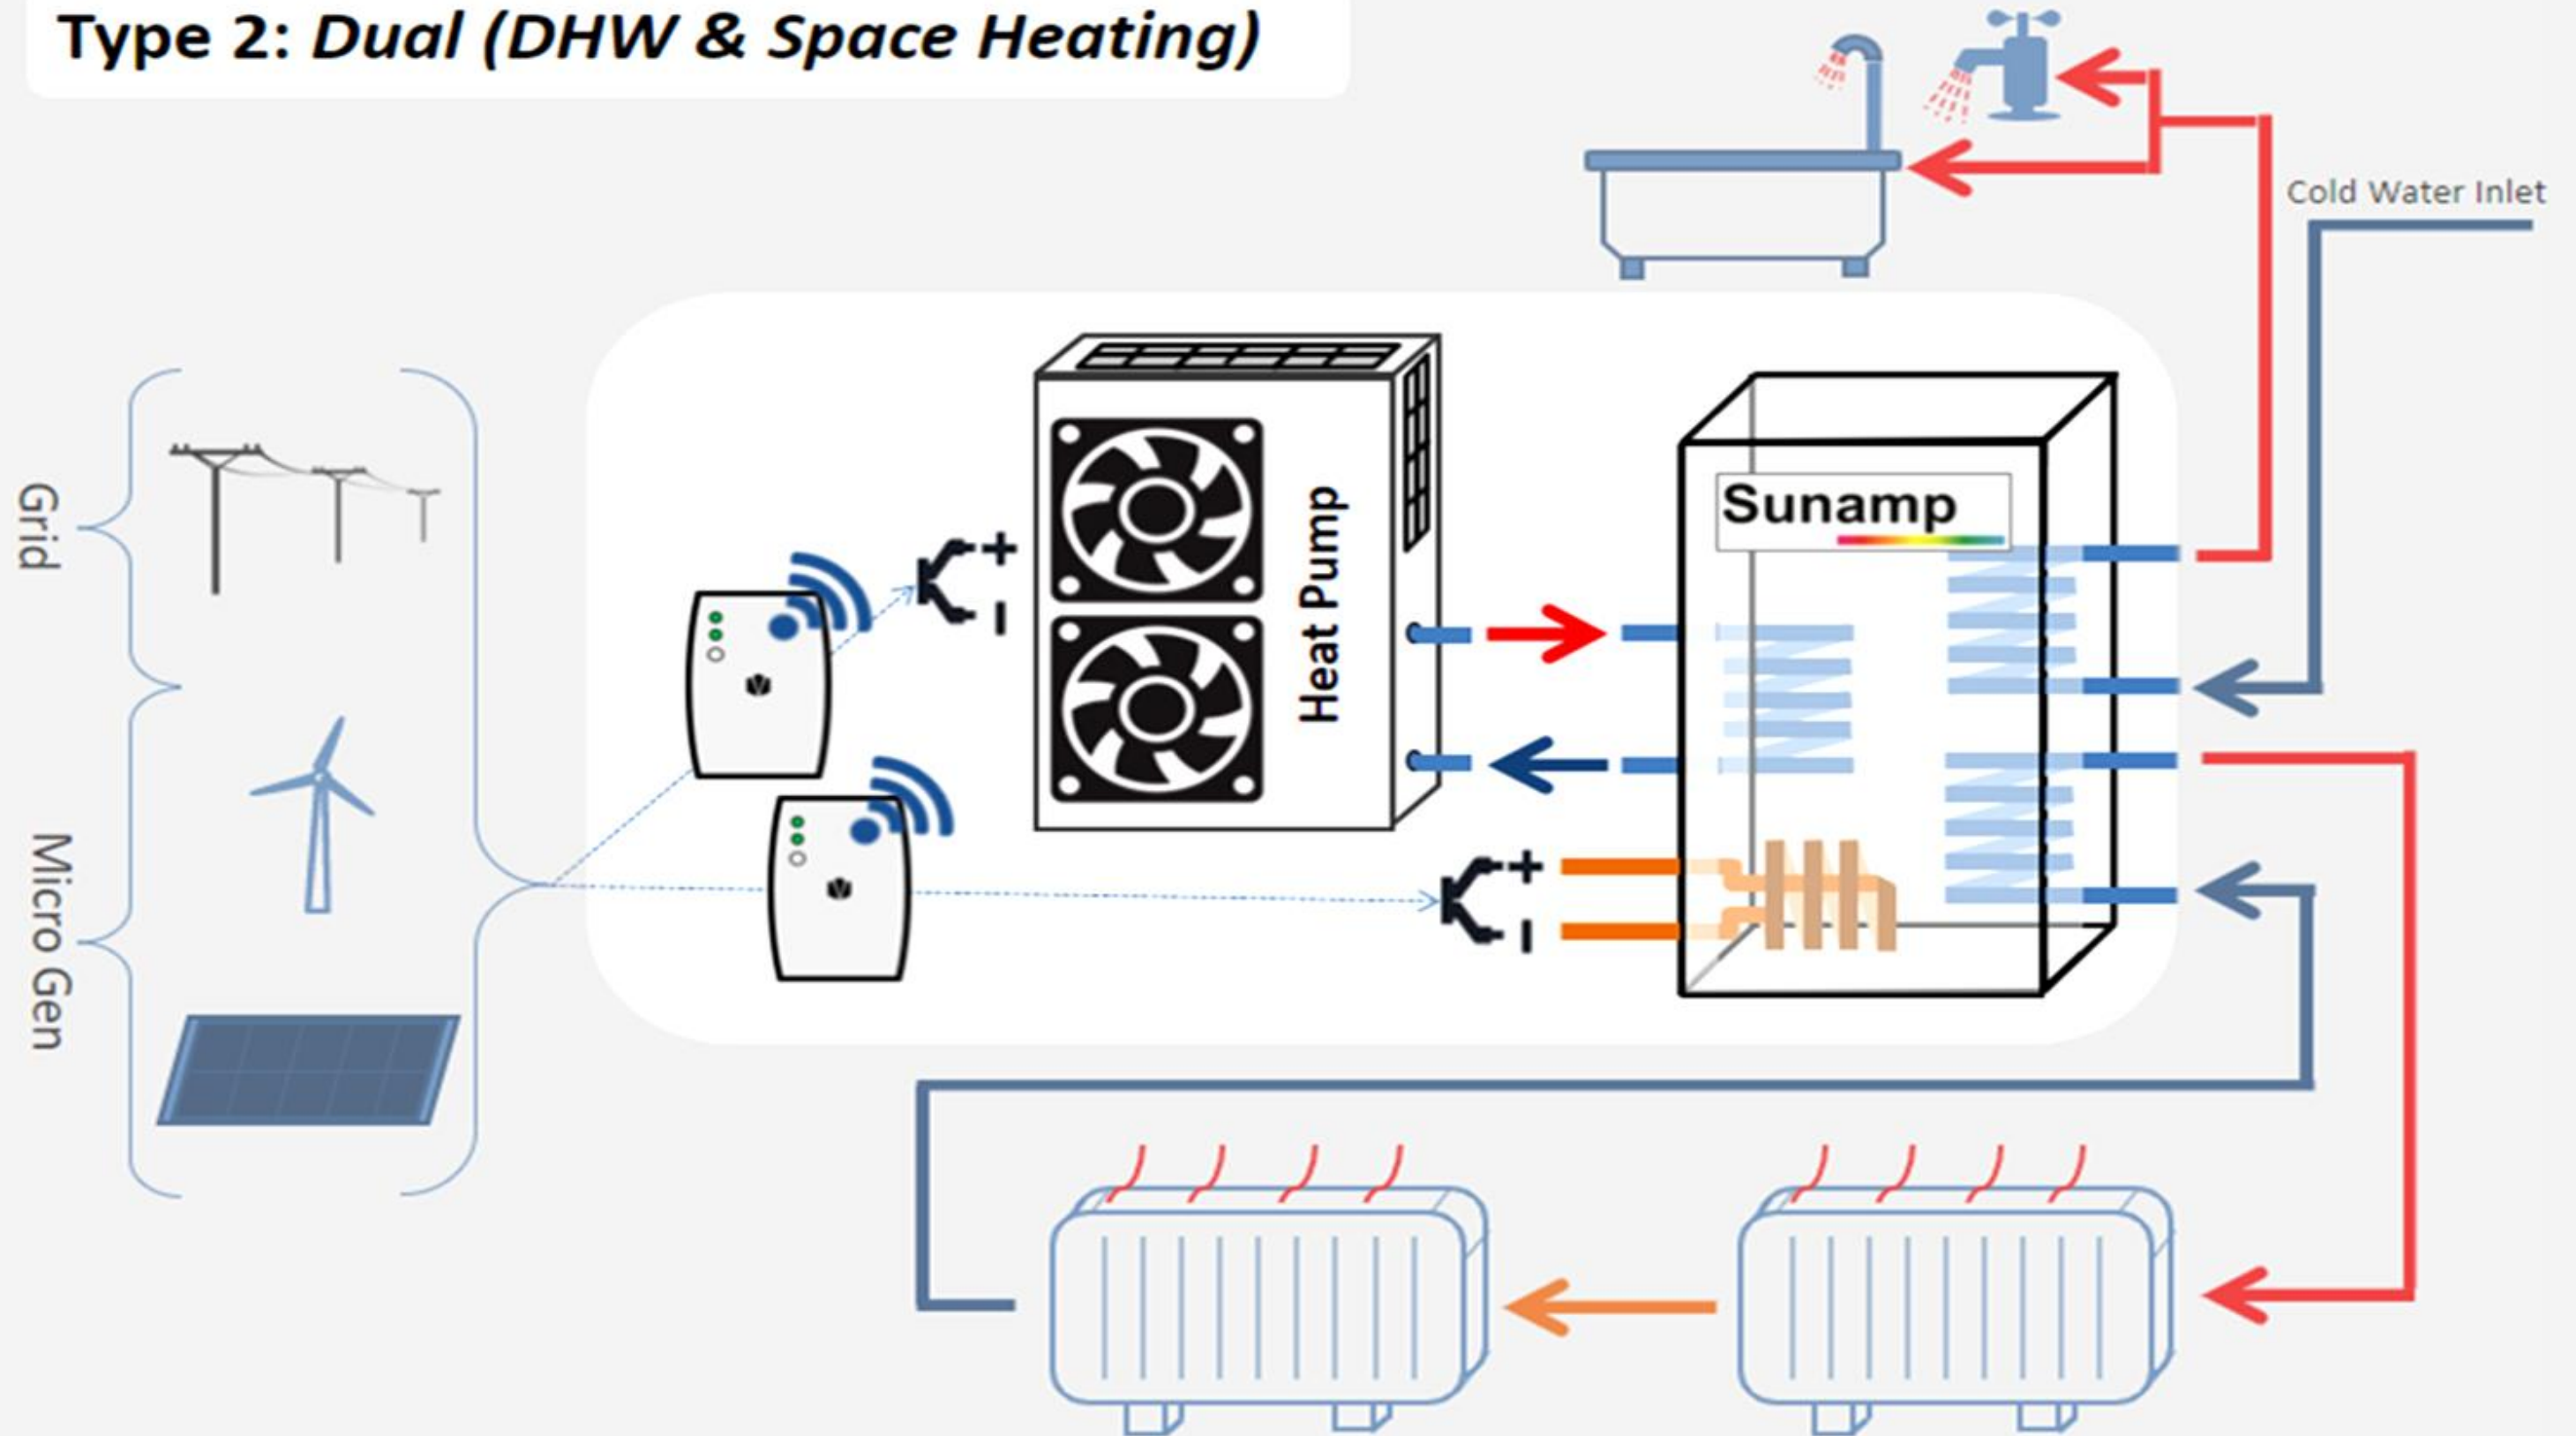 Type 2: Dual (DHW & Space Heating)
Cold Water Inlet
Grid
Micro Gen
Heat Pump
Sunamp
+
-
+
-